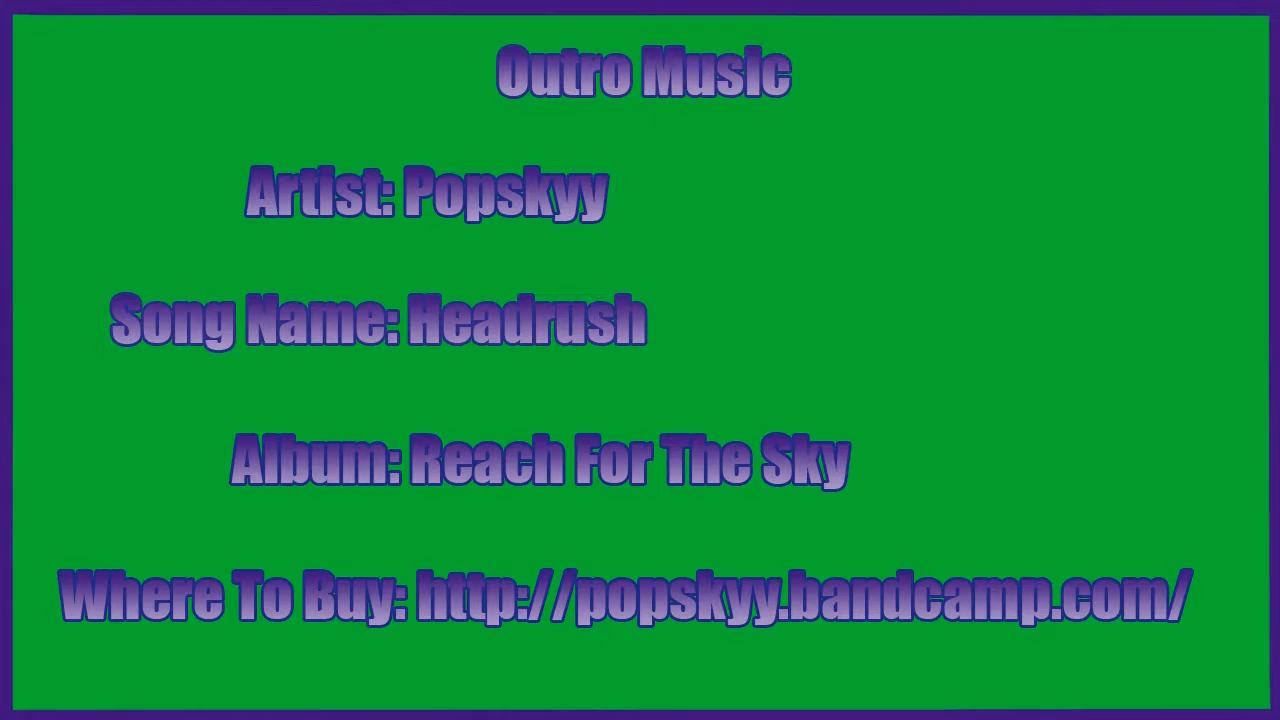 Outro Music
Artist: Popskyy
Song Name: Headrush
Album: Reach For The Sky
Where To Buy: http://popskyy.bandcamp.com/